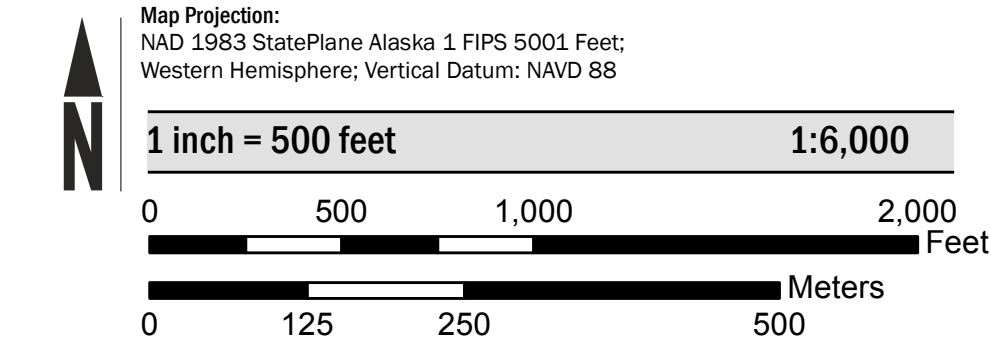 Map Projection:
NAD 1983 StatePlane Alaska 1 FIPS 5001 Feet;
Western Hemisphere; Vertical Datum: NAVD 88
N
1 inch = 500 feet 1:6,000
0 500 1,000 2,000
Feet
Meters
0 125 250 500